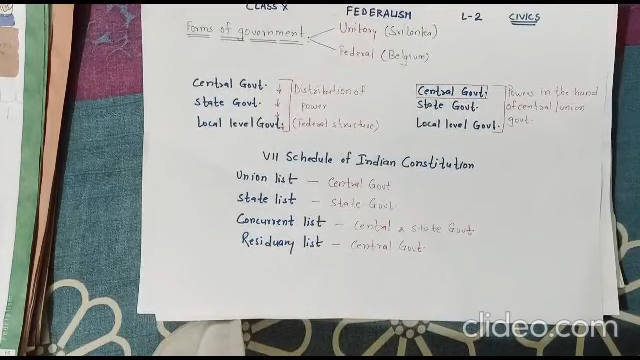 CLASS X FEDERALISM L-2 CIVICS
Forms of government
Unitary (Sri Lanka)
Federal (Belgium)
Central Govt.
State Govt.
Local level Govt.
Distribution of
power
(Federal structure)
Central Govt.
State Govt.
Local level Govt.
Powers in the hand
of central/union
govt.
VII Schedule of Indian Constitution
Union list - Central Govt
State list - State Govt
Concurrent list - Central & State Govt
Residuary list - Central Govt.
clideo.com